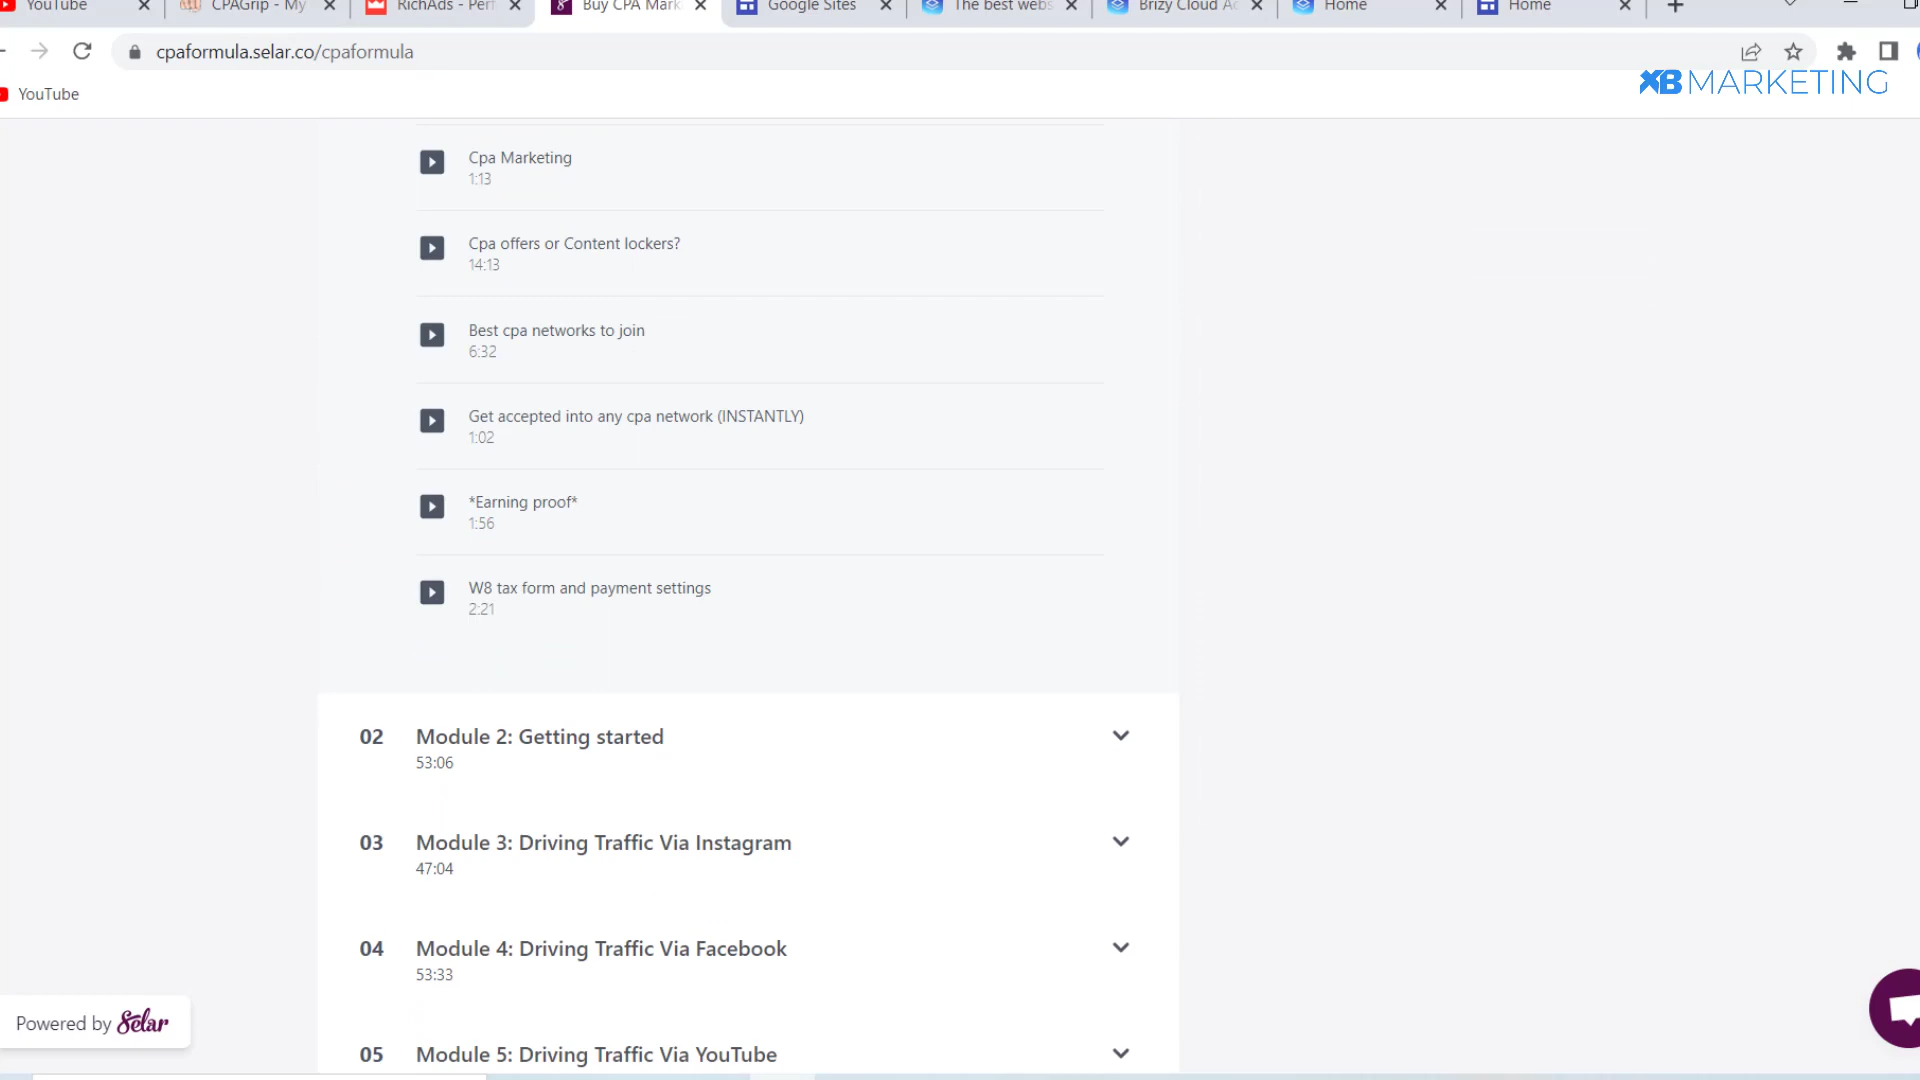 YouTube
CPAGrip - My
RichAds - Perf
Buy CPA Mark
Google Sites
The best webs
Brizy Cloud Ac
Home
Home
cpaformula.selar.co/cpaformula
YouTube
XB MARKETING
Cpa Marketing
1:13
Cpa offers or Content lockers?
14:13
Best cpa networks to join
6:32
Get accepted into any cpa network (INSTANTLY)
1:02
*Earning proof*
1:56
W8 tax form and payment settings
2:21
02 Module 2: Getting started
53:06
03 Module 3: Driving Traffic Via Instagram
47:04
04 Module 4: Driving Traffic Via Facebook
53:33
Powered by Selar
05 Module 5: Driving Traffic Via YouTube